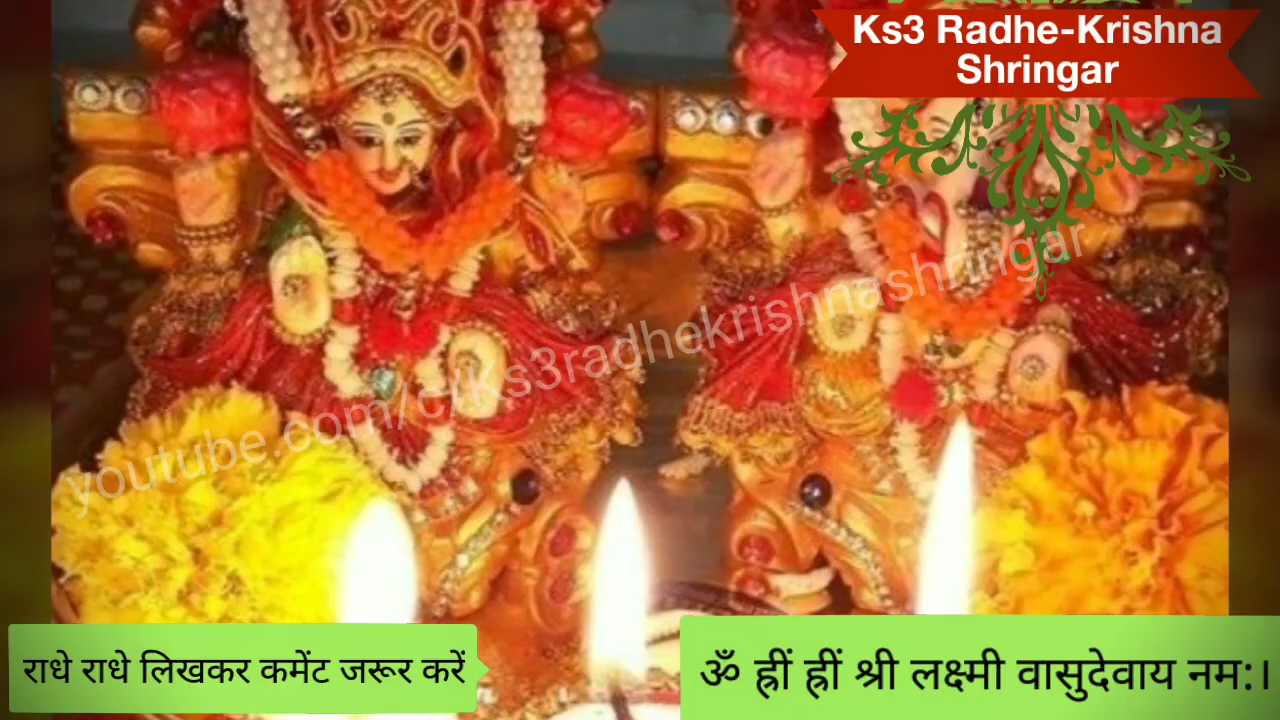 Ks3 Radhe-Krishna
Shringar
youtube.com/c/Ks3radhekrishnashringar
राधे राधे लिखकर कमेंट जरूर करें
ॐ ह्रीं ह्रीं श्री लक्ष्मी वासुदेवाय नम:।